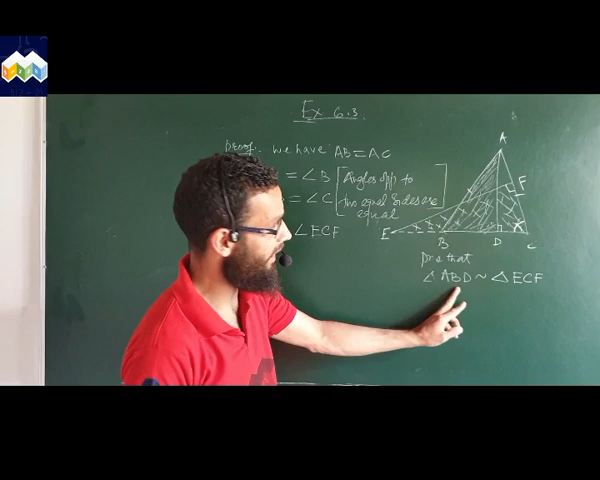 Ex 6.3
Proof: we have AB = AC
= ∠B [Angles opp to
= ∠C two equal sides are
equal]
∠ECF
A
F
E
B
D
C
Pr e that
∠ ABD ~ △ ECF